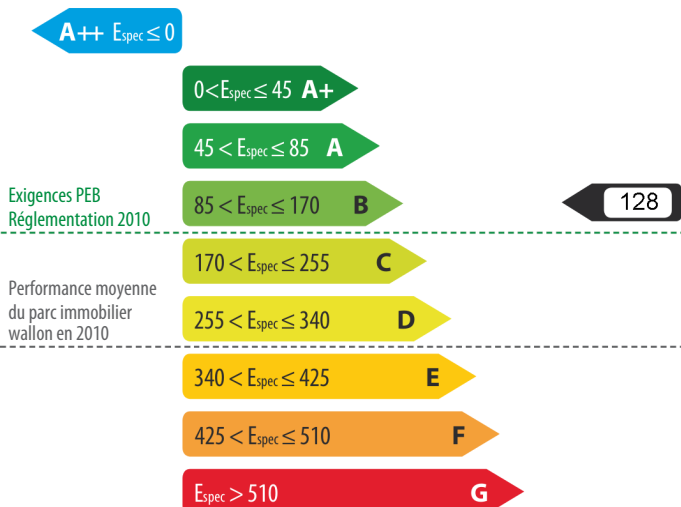 A++ Espec ≤ 0
0<Espec ≤ 45 A+
45 < Espec ≤ 85 A
Exigences PEB
Réglementation 2010
85 < Espec ≤ 170 B
128
170 < Espec ≤ 255 C
Performance moyenne
du parc immobilier
wallon en 2010
255 < Espec ≤ 340 D
340 < Espec ≤ 425 E
425 < Espec ≤ 510 F
Espec > 510 G